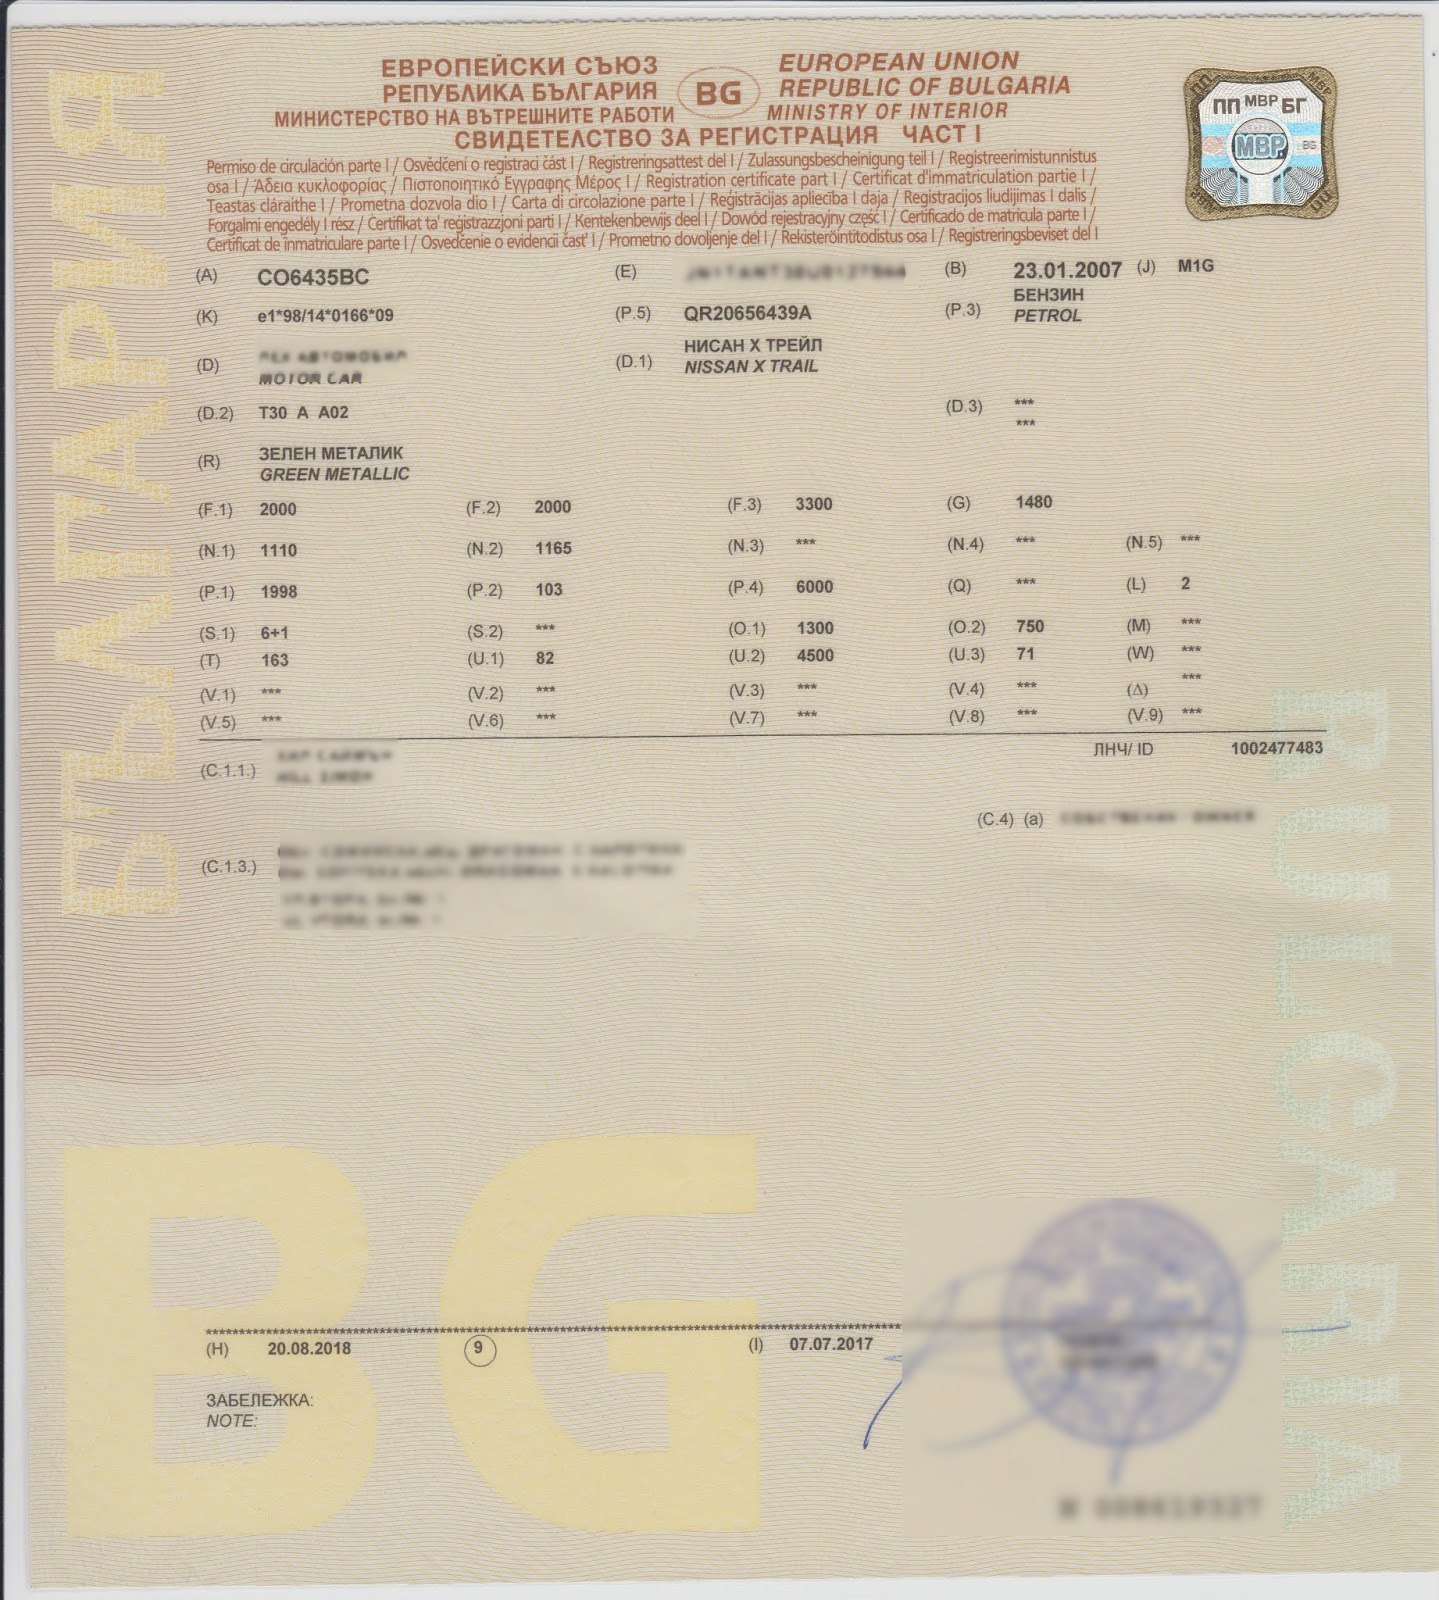 ЕВРОПЕЙСКИ СЪЮЗ EUROPEAN UNION
РЕПУБЛИКА БЪЛГАРИЯ BG REPUBLIC OF BULGARIA
МИНИСТЕРСТВО НА ВЪТРЕШНИТЕ РАБОТИ MINISTRY OF INTERIOR
СВИДЕТЕЛСТВО ЗА РЕГИСТРАЦИЯ ЧАСТ I
ПП МВР БГ
МВР BG
Permiso de circulación parte I / Osvědčení o registraci část I / Registreringsattest del I / Zulassungsbescheinigung teil I / Registreerimistunnistus
osa I / Άδεια κυκλοφορίας / Πιστοποιητικό Εγγραφης Μέρος I / Registration certificate part I / Certificat d'immatriculation partie I /
Teastas cláraithe I / Prometna dozvola dio I / Carta di circolazione parte I / Reģistrācijas apliecība I daja / Registracijos liudijimas I dalis /
Forgalmi engedély I rész / Ċertifikat ta' reġistrazzjoni parti I / Kentekenbewijs deel I / Dowód rejestracyjny część I / Certificado de matrícula parte I /
Certificat de înmatriculare parte I / Osvedčenie o evidencii časť I / Prometno dovoljenje del I / Rekisteröintitodistus osa I / Registreringsbeviset del I
(A) CO6435BC (E) (B) 23.01.2007 (J) M1G
(K) e1*98/14*0166*09 (P.5) QR20656439A (P.3) БЕНЗИН
PETROL
(D) MOTOR CAR (D.1) НИСАН Х ТРЕЙЛ
NISSAN X TRAIL
(D.2) T30 A A02 (D.3) ***
***
(R) ЗЕЛЕН МЕТАЛИК
GREEN METALLIC
(F.1) 2000 (F.2) 2000 (F.3) 3300 (G) 1480
(N.1) 1110 (N.2) 1165 (N.3) *** (N.4) *** (N.5) ***
(P.1) 1998 (P.2) 103 (P.4) 6000 (Q) *** (L) 2
(S.1) 6+1 (S.2) *** (O.1) 1300 (O.2) 750 (M) ***
(T) 163 (U.1) 82 (U.2) 4500 (U.3) 71 (W) ***
(V.1) *** (V.2) *** (V.3) *** (V.4) *** (Δ) ***
(V.5) *** (V.6) *** (V.7) *** (V.8) *** (V.9) ***
ЛНЧ/ ID 1002477483
(C.1.1.)
(C.4) (a)
(C.1.3.)
(H) 20.08.2018 9 (I) 07.07.2017
ЗАБЕЛЕЖКА:
NOTE:
БЪЛГАРИЯ
BULGARIA
BG